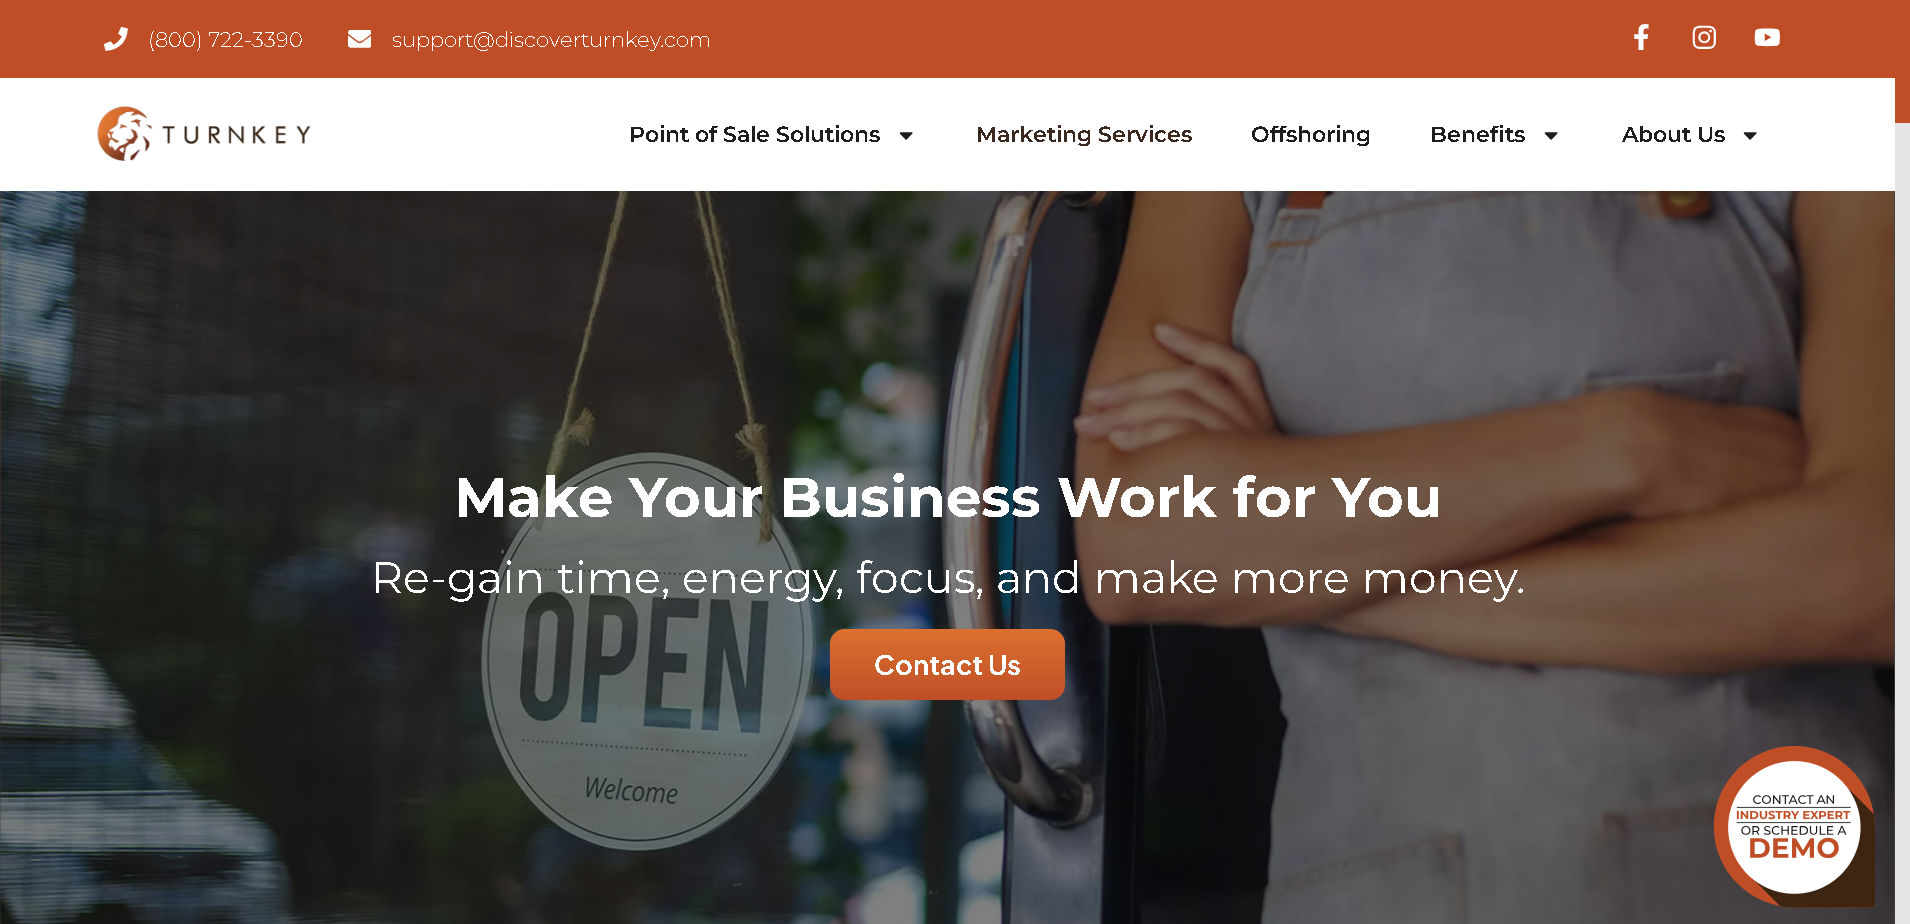 (800) 722-3390
support@discoverturnkey.com
TURNKEY
Point of Sale Solutions
Marketing Services
Offshoring
Benefits
About Us
Make Your Business Work for You
Re-gain time, energy, focus, and make more money.
OPEN
Contact Us
Welcome
CONTACT AN
INDUSTRY EXPERT
OR SCHEDULE A
DEMO